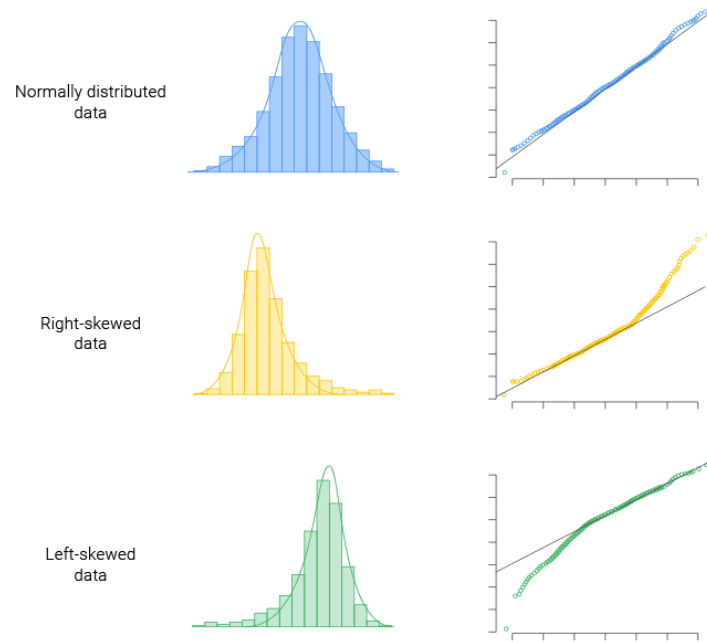 Normally distributed
data
Right-skewed
data
Left-skewed
data